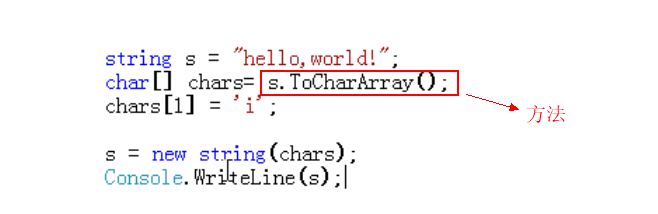 string s = "hello,world!";
char[] chars= s.ToCharArray();
方法
chars[1] = 'i';
s = new string(chars);
Console.WriteLine(s);